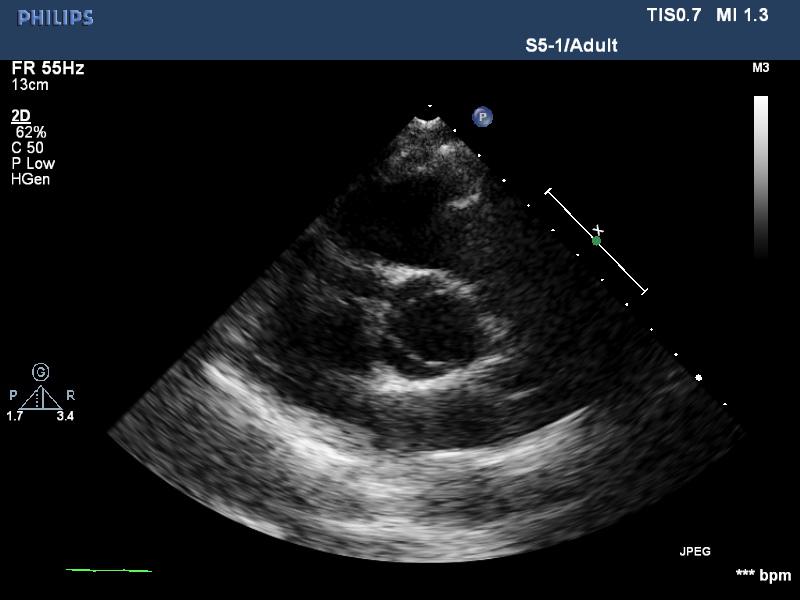 PHILIPS
TIS0.7 MI 1.3
S5-1/Adult
FR 55Hz
13cm
M3
2D
62%
C 50
P Low
HGen
P
G
P R
1.7 3.4
JPEG
*** bpm